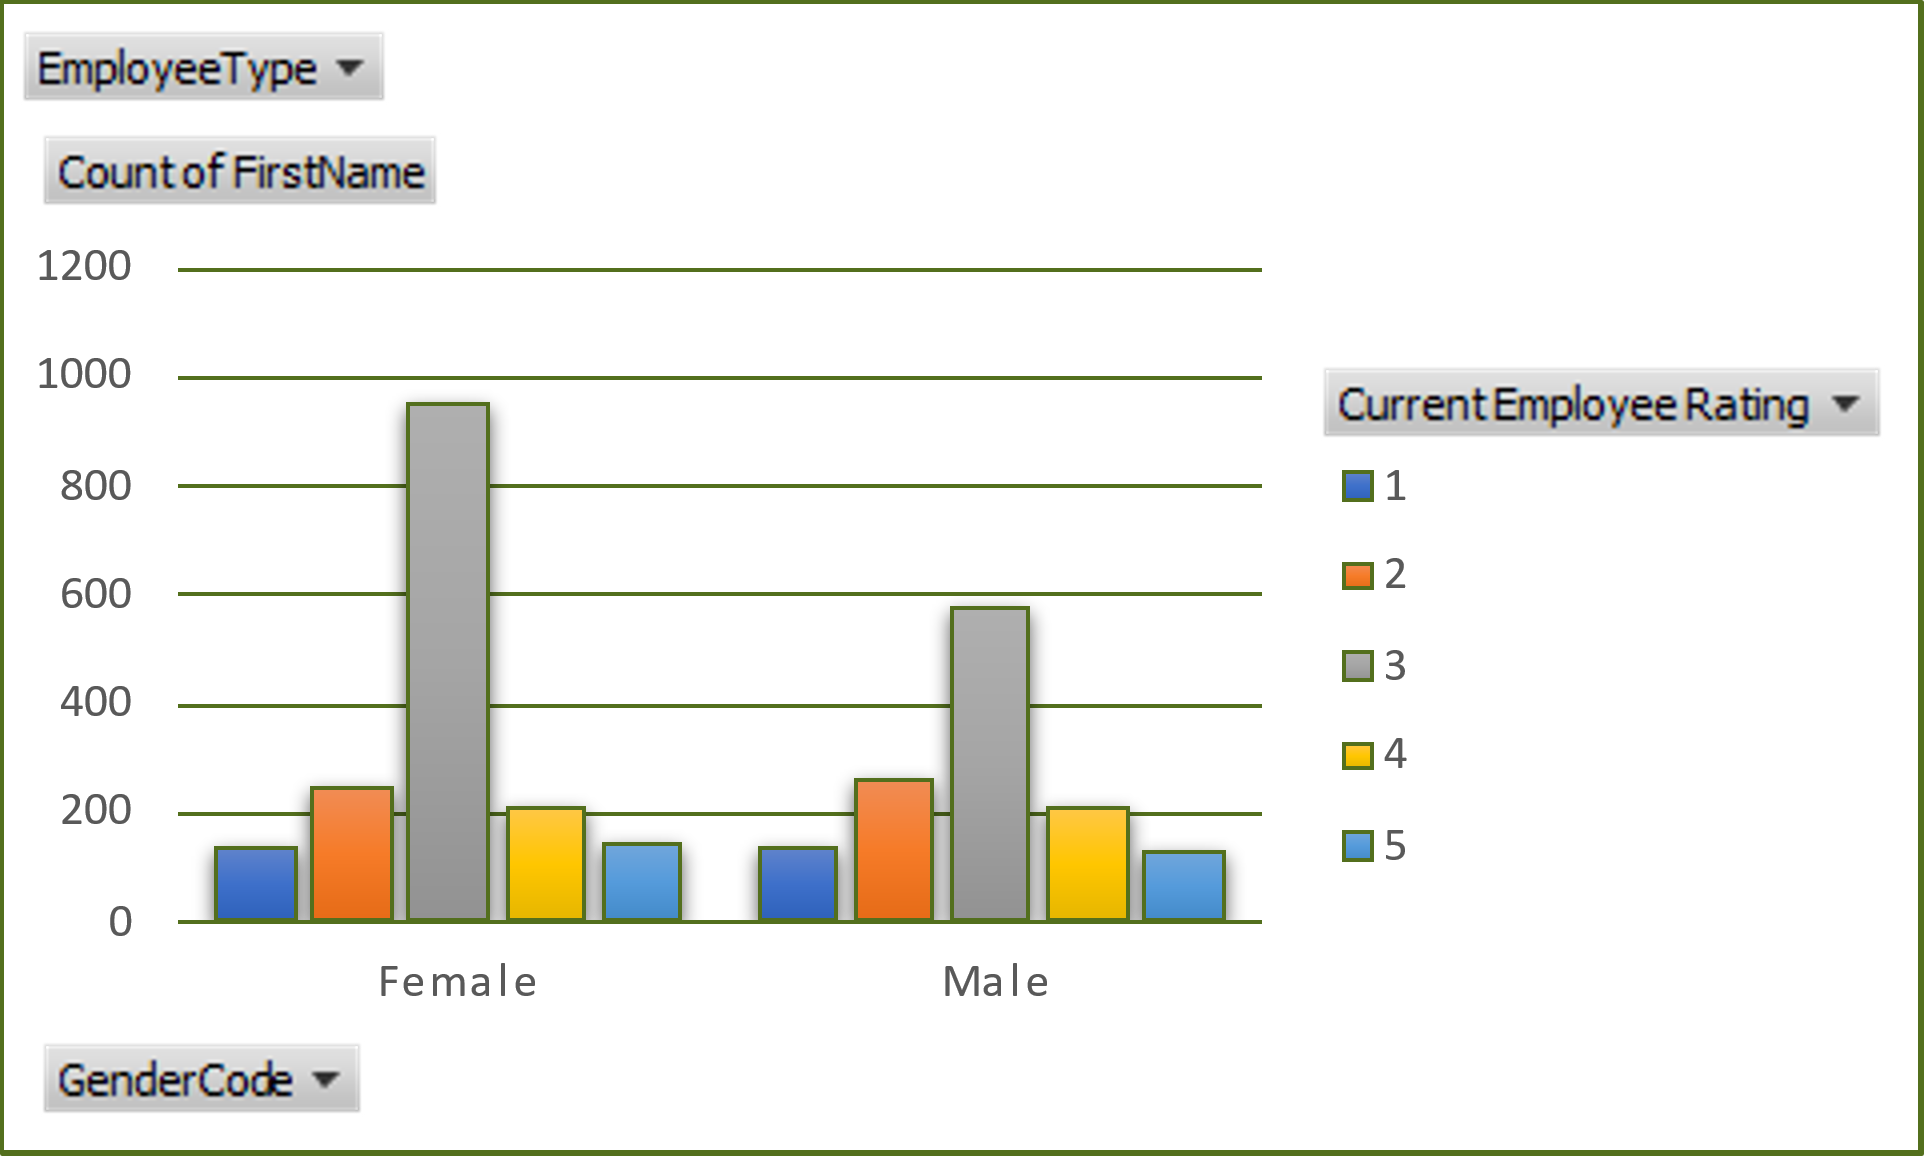 EmployeeType
Count of FirstName
1200
1000
800
600
400
200
0
Female Male
Current Employee Rating
1
2
3
4
5
GenderCode